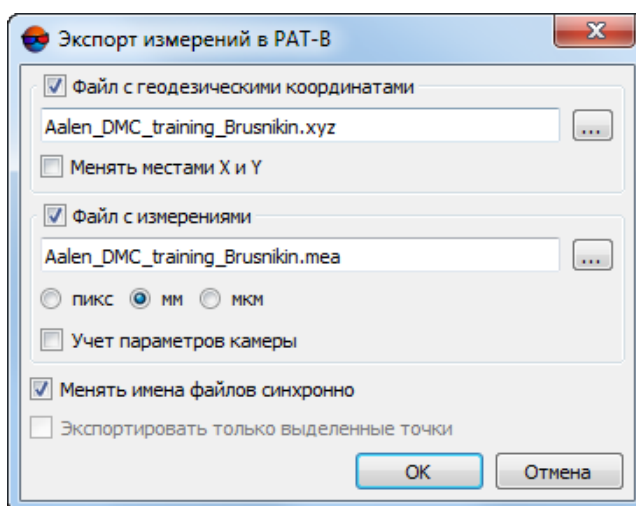 Экспорт измерений в PAT-B
Файл с геодезическими координатами
Aalen_DMC_training_Brusnikin.xyz
...
Менять местами X и Y
Файл с измерениями
Aalen_DMC_training_Brusnikin.mea
...
пикс мм мкм
Учет параметров камеры
Менять имена файлов синхронно
Экспортировать только выделенные точки
OK Отмена